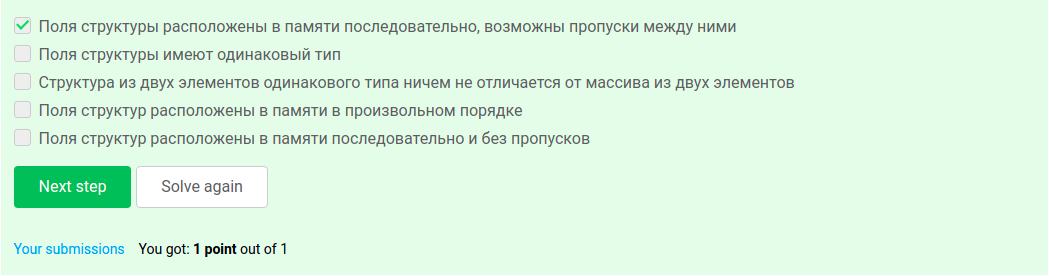 Поля структуры расположены в памяти последовательно, возможны пропуски между ними
Поля структуры имеют одинаковый тип
Структура из двух элементов одинакового типа ничем не отличается от массива из двух элементов
Поля структур расположены в памяти в произвольном порядке
Поля структур расположены в памяти последовательно и без пропусков
Next step Solve again
Your submissions You got: 1 point out of 1